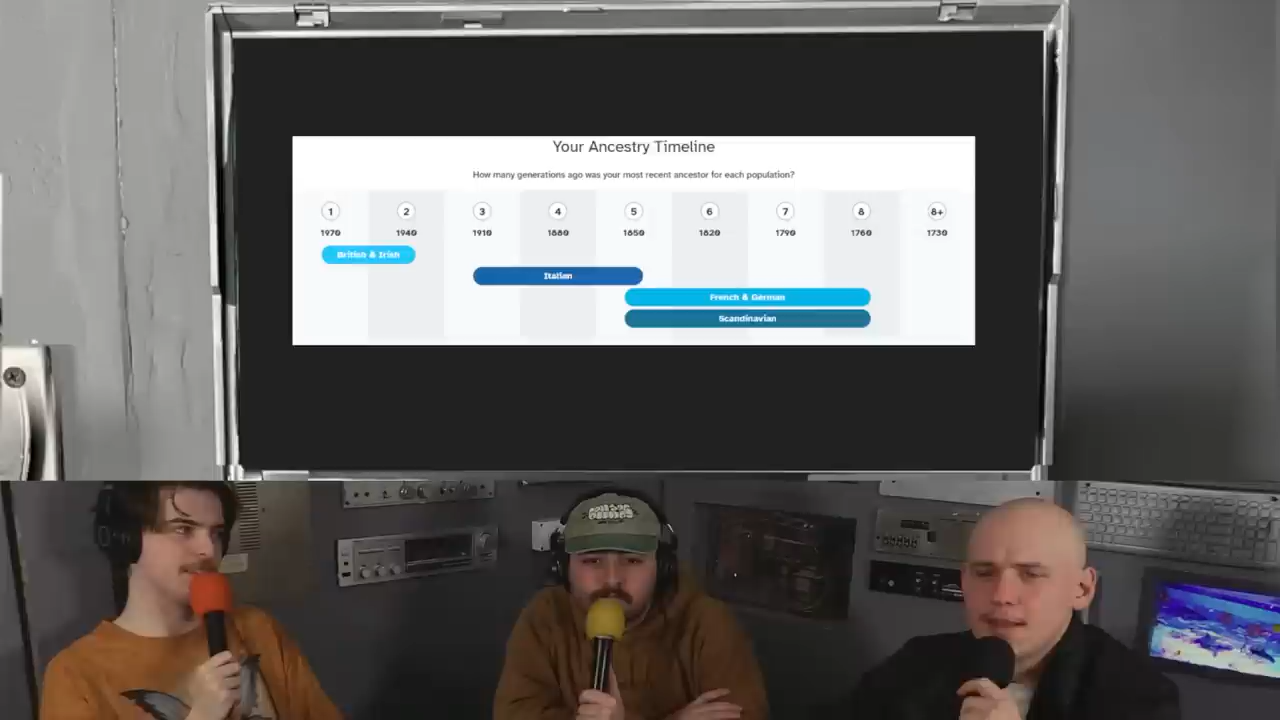 Your Ancestry Timeline
How many generations ago was your most recent ancestor for each population?
1 2 3 4 5 6 7 8 8+
1970 1940 1910 1880 1850 1820 1790 1760 1730
British & Irish
Italian
French & German
Scandinavian